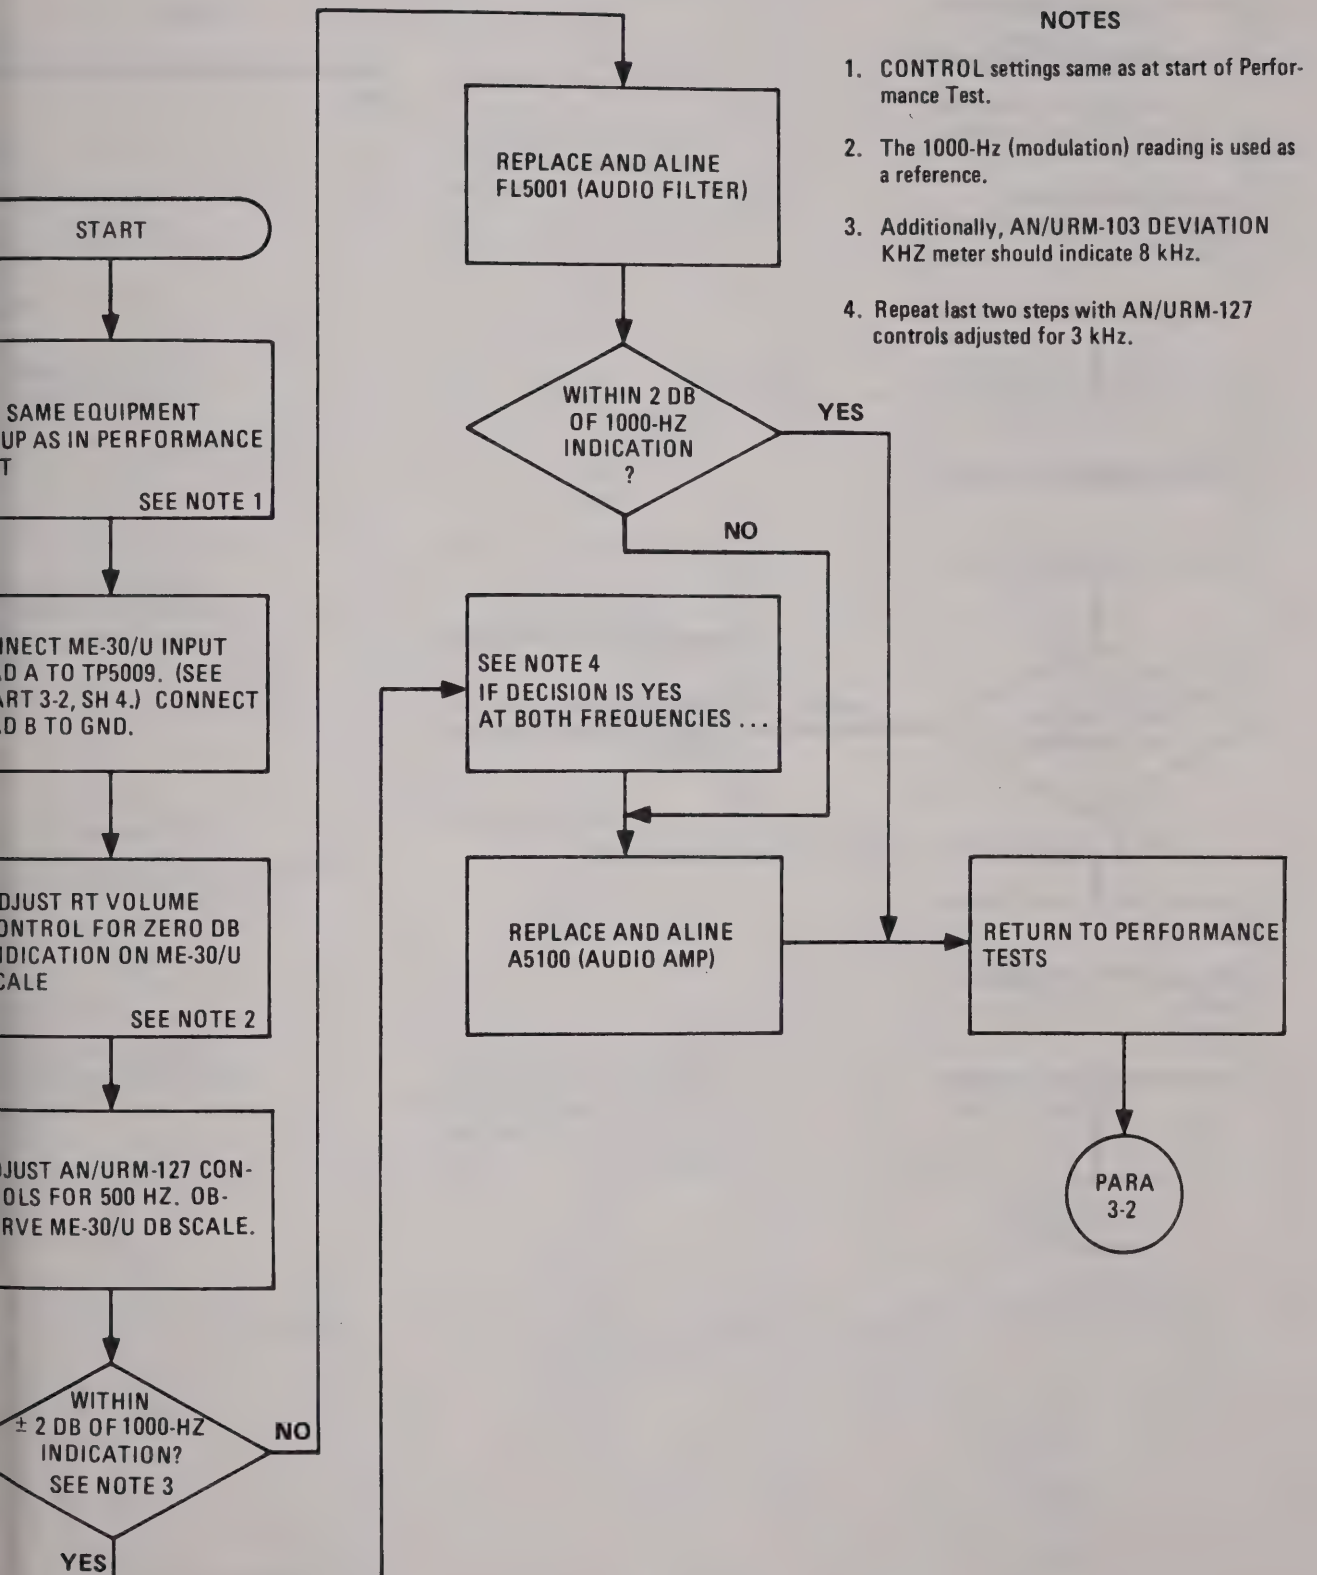 START
SAME EQUIPMENT
UP AS IN PERFORMANCE
T
SEE NOTE 1
NNECT ME-30/U INPUT
D A TO TP5009. (SEE
ART 3-2, SH 4.) CONNECT
D B TO GND.
DJUST RT VOLUME
ONTROL FOR ZERO DB
NDICATION ON ME-30/U
CALE
SEE NOTE 2
DJUST AN/URM-127 CON-
OLS FOR 500 HZ. OB-
RVE ME-30/U DB SCALE.
WITHIN
± 2 DB OF 1000-HZ
INDICATION?
SEE NOTE 3
NO
YES
REPLACE AND ALINE
FL5001 (AUDIO FILTER)
WITHIN 2 DB
OF 1000-HZ
INDICATION
?
YES
NO
SEE NOTE 4
IF DECISION IS YES
AT BOTH FREQUENCIES ...
REPLACE AND ALINE
A5100 (AUDIO AMP)
RETURN TO PERFORMANCE
TESTS
PARA
3-2
NOTES
1. CONTROL settings same as at start of Perfor-
mance Test.
2. The 1000-Hz (modulation) reading is used as
a reference.
3. Additionally, AN/URM-103 DEVIATION
KHZ meter should indicate 8 kHz.
4. Repeat last two steps with AN/URM-127
controls adjusted for 3 kHz.